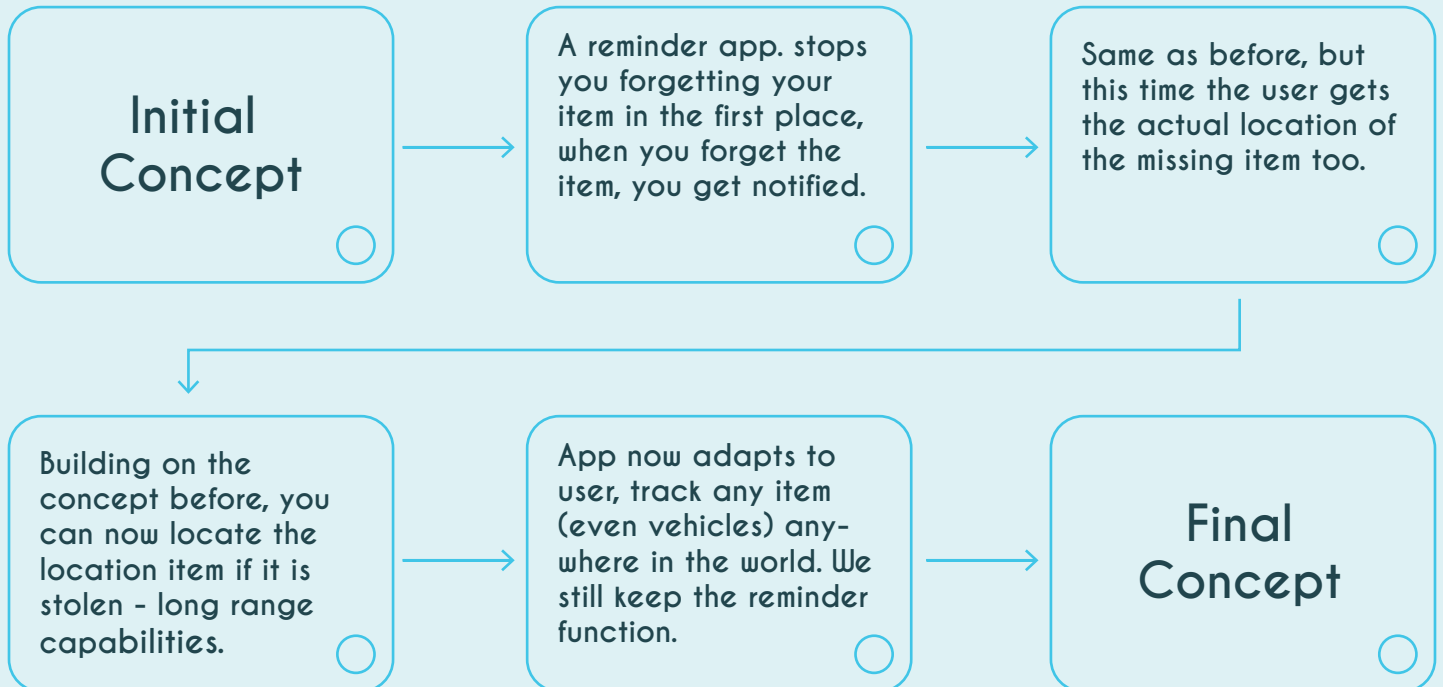 Initial
Concept
A reminder app. stops
you forgetting your
item in the first place,
when you forget the
item, you get notified.
Same as before, but
this time the user gets
the actual location of
the missing item too.
Building on the
concept before, you
can now locate the
location item if it is
stolen - long range
capabilities.
App now adapts to
user, track any item
(even vehicles) any-
where in the world. We
still keep the reminder
function.
Final
Concept